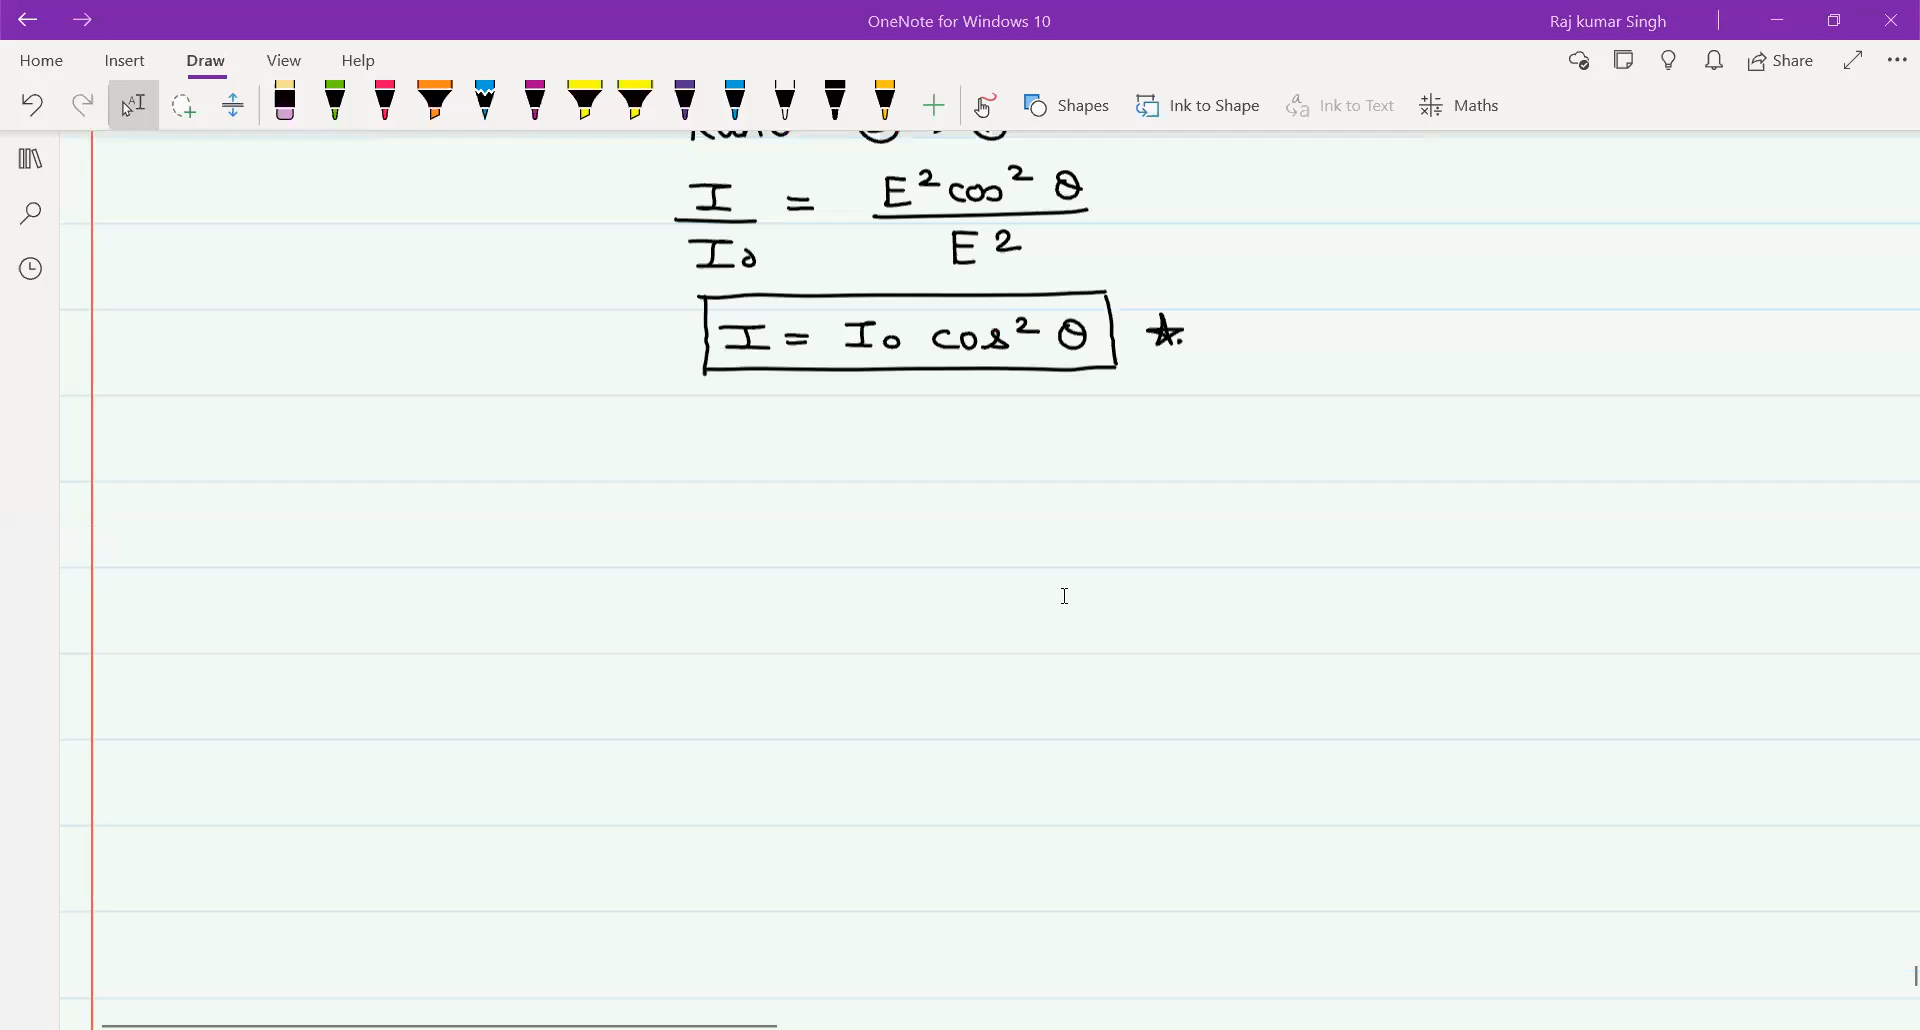 OneNote for Windows 10
Raj kumar Singh
Home Insert Draw View Help
Share
Shapes Ink to Shape Ink to Text Maths
I / I₀ = E² cos² θ / E²
I = I₀ cos² θ